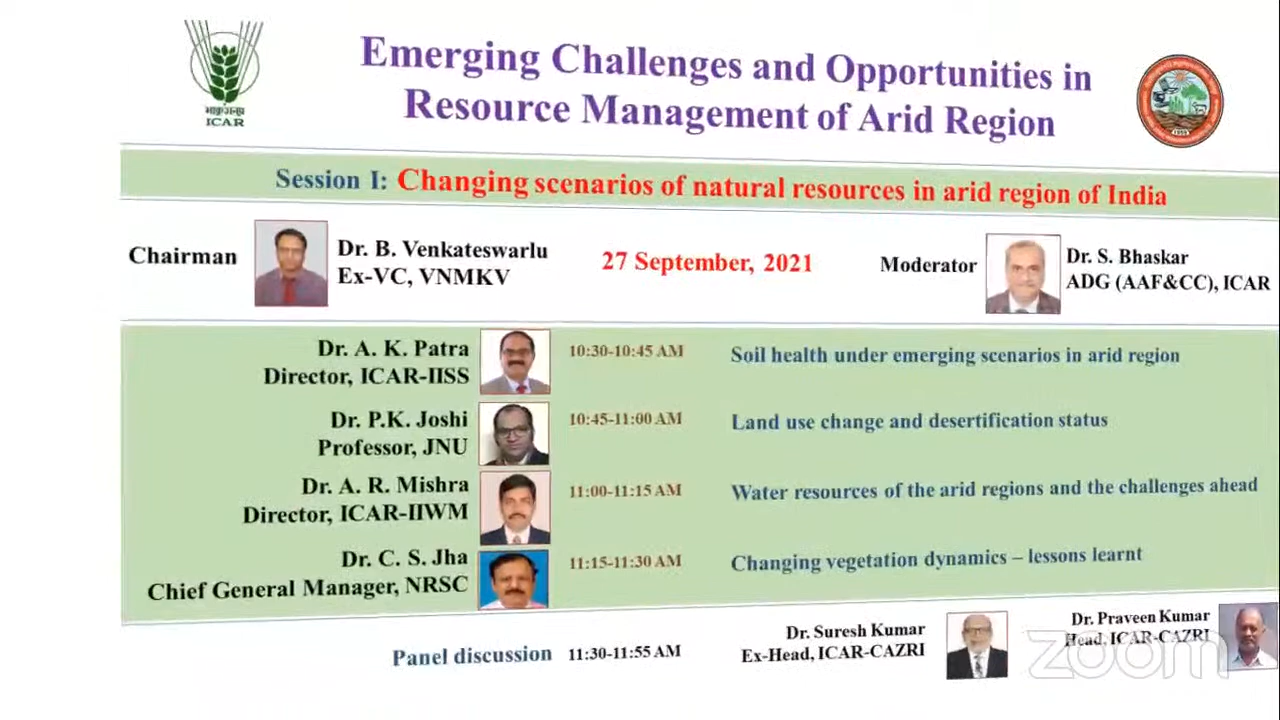 Emerging Challenges and Opportunities in
Resource Management of Arid Region
ICAR
Session I: Changing scenarios of natural resources in arid region of India
Chairman
Dr. B. Venkateswarlu
Ex-VC, VNMKV
27 September, 2021
Moderator
Dr. S. Bhaskar
ADG (AAF&CC), ICAR
Dr. A. K. Patra
Director, ICAR-IISS
10:30-10:45 AM
Soil health under emerging scenarios in arid region
Dr. P.K. Joshi
Professor, JNU
10:45-11:00 AM
Land use change and desertification status
Dr. A. R. Mishra
Director, ICAR-IIWM
11:00-11:15 AM
Water resources of the arid regions and the challenges ahead
Dr. C. S. Jha
Chief General Manager, NRSC
11:15-11:30 AM
Changing vegetation dynamics – lessons learnt
Panel discussion
11:30-11:55 AM
Dr. Suresh Kumar
Ex-Head, ICAR-CAZRI
Dr. Praveen Kumar
Head, ICAR-CAZRI
zoom